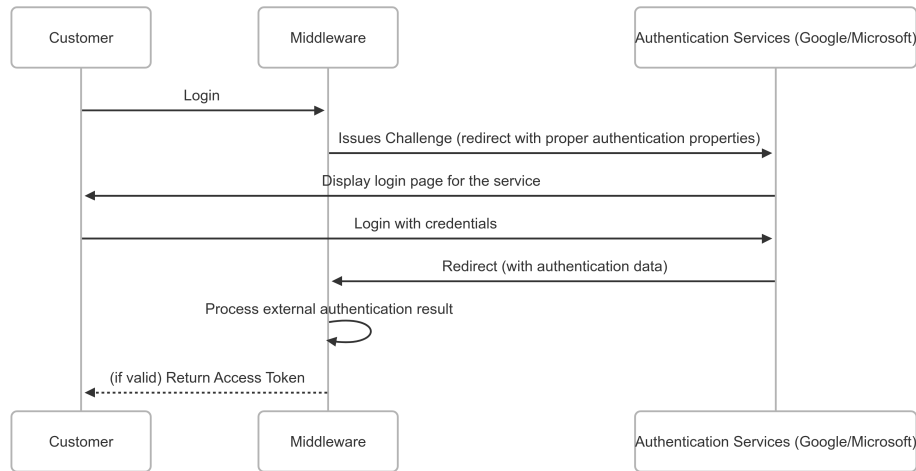 Customer
Middleware
Authentication Services (Google/Microsoft)
Login
Issues Challenge (redirect with proper authentication properties)
Display login page for the service
Login with credentials
Redirect (with authentication data)
Process external authentication result
(if valid) Return Access Token
Customer
Middleware
Authentication Services (Google/Microsoft)